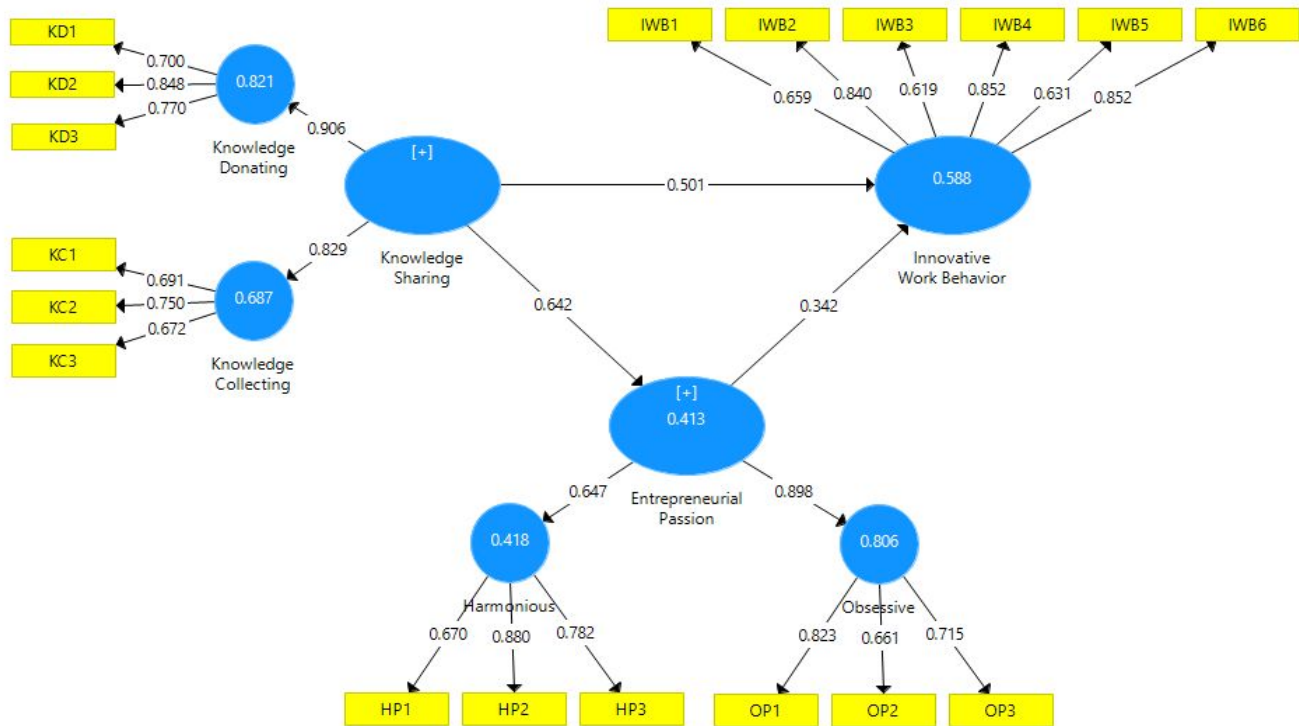 KD1
KD2
KD3
0.700
0.848
0.770
0.821
Knowledge
Donating
0.906
KC1
KC2
KC3
0.691
0.750
0.672
0.687
Knowledge
Collecting
0.829
[+]
Knowledge
Sharing
0.501
0.642
IWB1
IWB2
IWB3
IWB4
IWB5
IWB6
0.659
0.840
0.619
0.852
0.631
0.852
0.588
Innovative
Work Behavior
0.342
[+]
0.413
Entrepreneurial
Passion
0.647
0.898
0.418
Harmonious
0.670
0.880
0.782
HP1
HP2
HP3
0.806
Obsessive
0.823
0.661
0.715
OP1
OP2
OP3